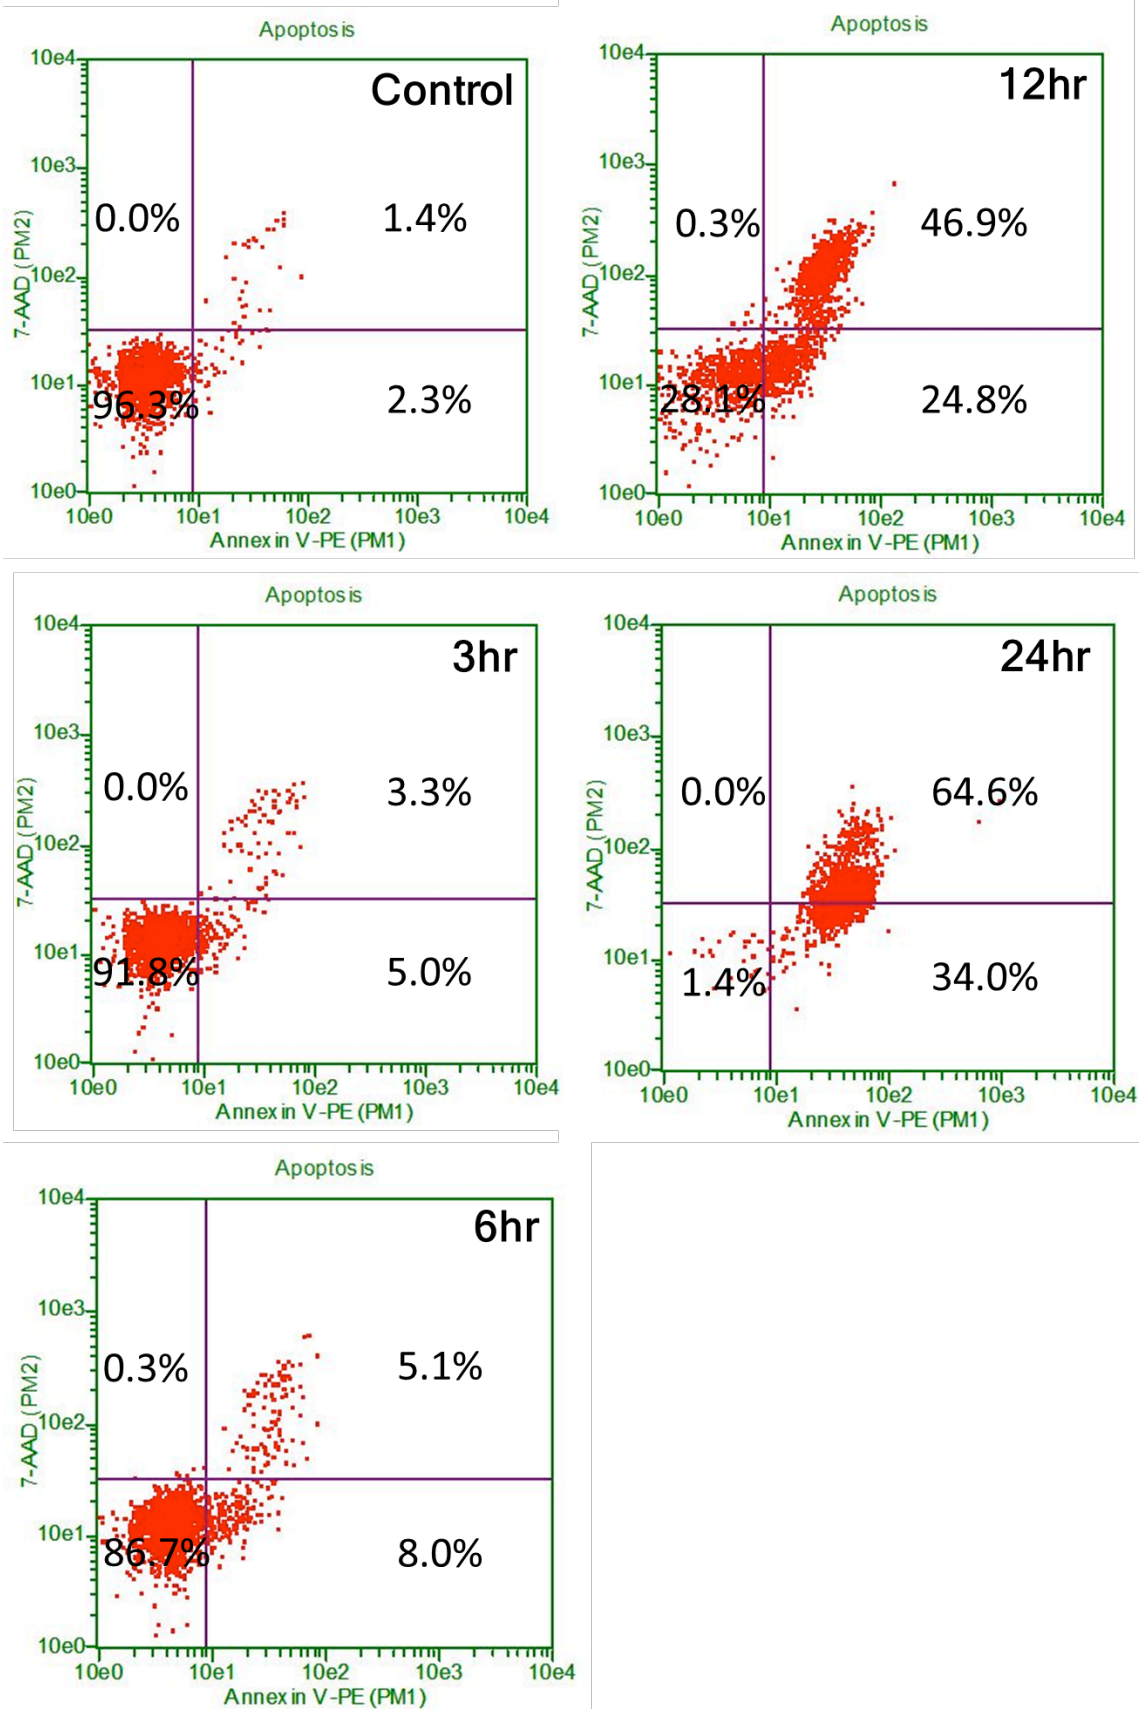 Apoptosis
Control
10e4
10e3
10e2
10e1
10e0
7-AAD (PM2)
0.0%
1.4%
96.3%
2.3%
10e0 10e1 10e2 10e3 10e4
Annexin V-PE (PM1)
Apoptosis
12hr
10e4
10e3
10e2
10e1
10e0
7-AAD (PM2)
0.3%
46.9%
28.1%
24.8%
10e0 10e1 10e2 10e3 10e4
Annexin V-PE (PM1)
Apoptosis
3hr
10e4
10e3
10e2
10e1
10e0
7-AAD (PM2)
0.0%
3.3%
91.8%
5.0%
10e0 10e1 10e2 10e3 10e4
Annexin V-PE (PM1)
Apoptosis
24hr
10e4
10e3
10e2
10e1
10e0
7-AAD (PM2)
0.0%
64.6%
1.4%
34.0%
10e0 10e1 10e2 10e3 10e4
Annexin V-PE (PM1)
Apoptosis
6hr
10e4
10e3
10e2
10e1
10e0
7-AAD (PM2)
0.3%
5.1%
86.7%
8.0%
10e0 10e1 10e2 10e3 10e4
Annexin V-PE (PM1)